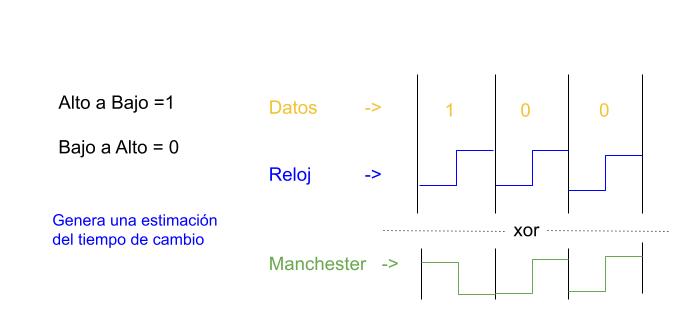 Alto a Bajo =1
Bajo a Alto = 0
Genera una estimación
del tiempo de cambio
Datos -> 1 0 0
Reloj ->
xor
Manchester ->